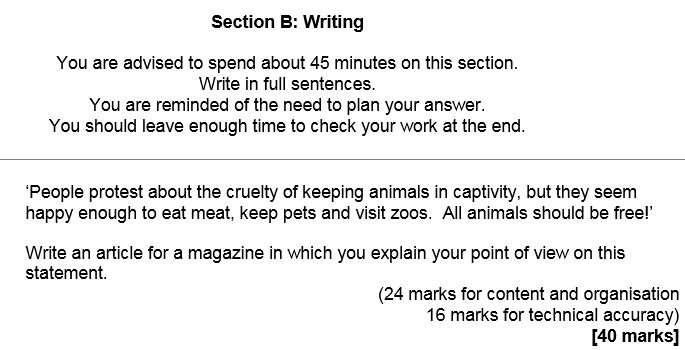 Section B: Writing
You are advised to spend about 45 minutes on this section.
Write in full sentences.
You are reminded of the need to plan your answer.
You should leave enough time to check your work at the end.
‘People protest about the cruelty of keeping animals in captivity, but they seem
happy enough to eat meat, keep pets and visit zoos.  All animals should be free!’
Write an article for a magazine in which you explain your point of view on this
statement.
(24 marks for content and organisation
16 marks for technical accuracy)
[40 marks]